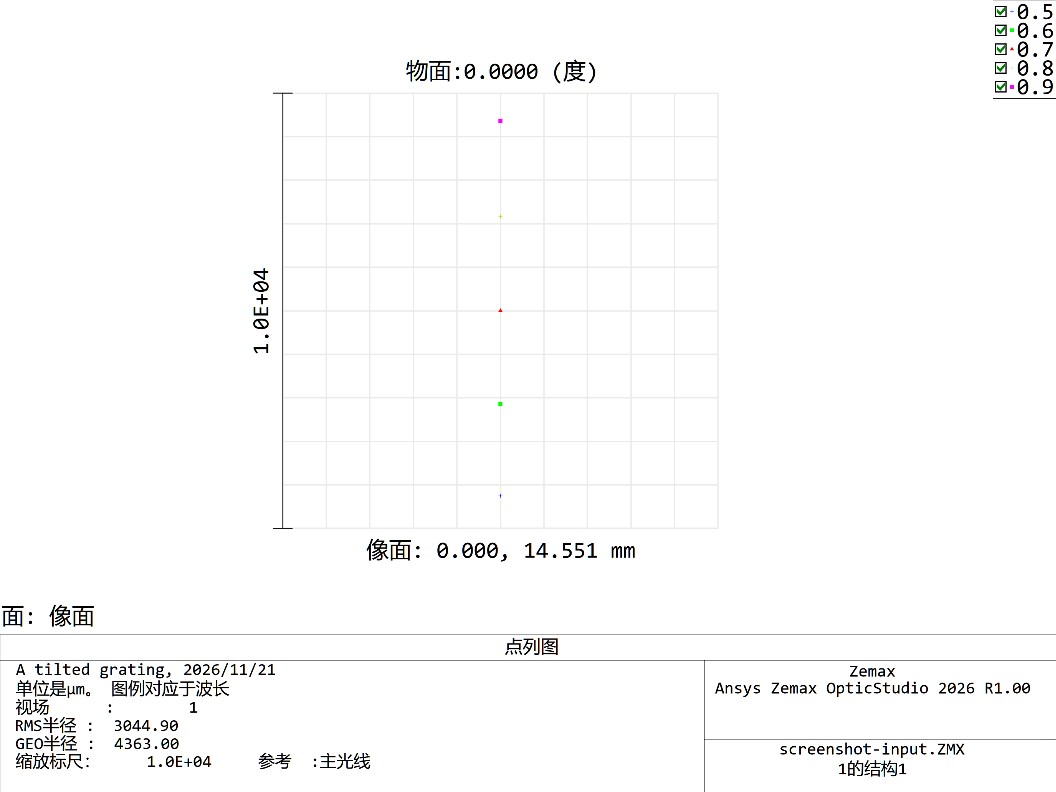 0.5
0.6
0.7
0.8
0.9
物面:0.0000 (度)
1.0E+04
像面: 0.000, 14.551 mm
面: 像面
点列图
A tilted grating, 2026/11/21
单位是µm。 图例对应于波长
视场 : 1
RMS半径 : 3044.90
GEO半径 : 4363.00
缩放标尺: 1.0E+04 参考 :主光线
Zemax
Ansys Zemax OpticStudio 2026 R1.00
screenshot-input.ZMX
1的结构1